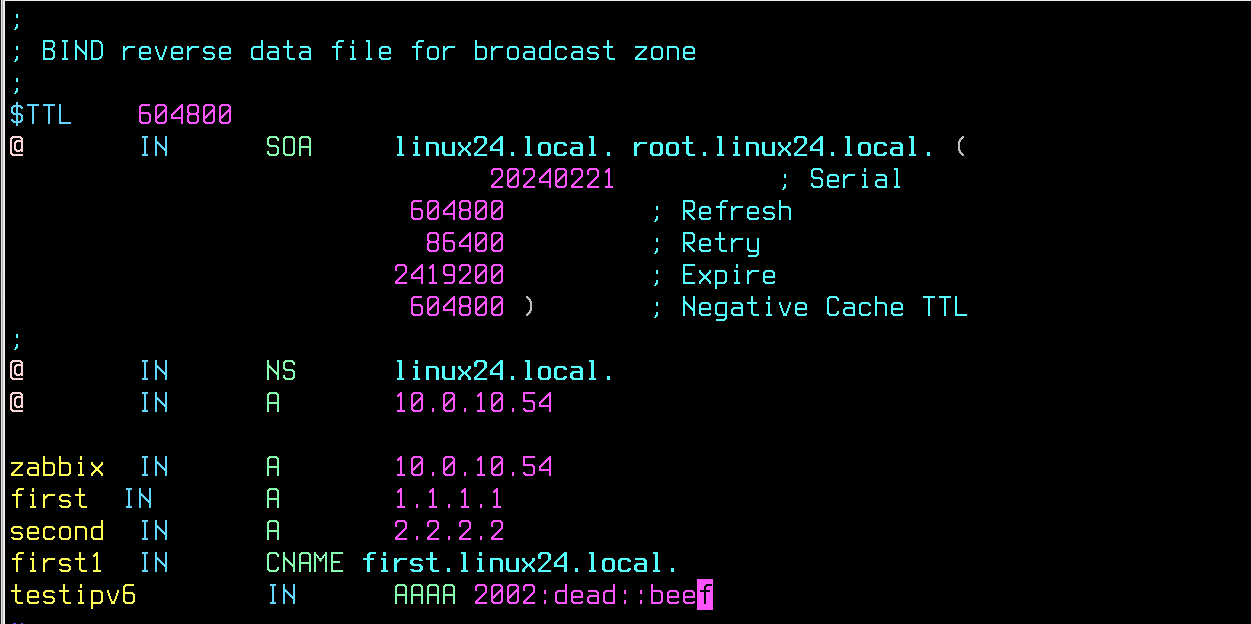 ;
; BIND reverse data file for broadcast zone
;
$TTL    604800
@       IN      SOA     linux24.local. root.linux24.local. (
                              20240221          ; Serial
                         604800         ; Refresh
                          86400         ; Retry
                        2419200         ; Expire
                         604800 )       ; Negative Cache TTL
;
@       IN      NS      linux24.local.
@       IN      A       10.0.10.54
zabbix  IN      A       10.0.10.54
first  IN       A       1.1.1.1
second  IN      A       2.2.2.2
first1  IN      CNAME first.linux24.local.
testipv6        IN      AAAA 2002:dead::beef